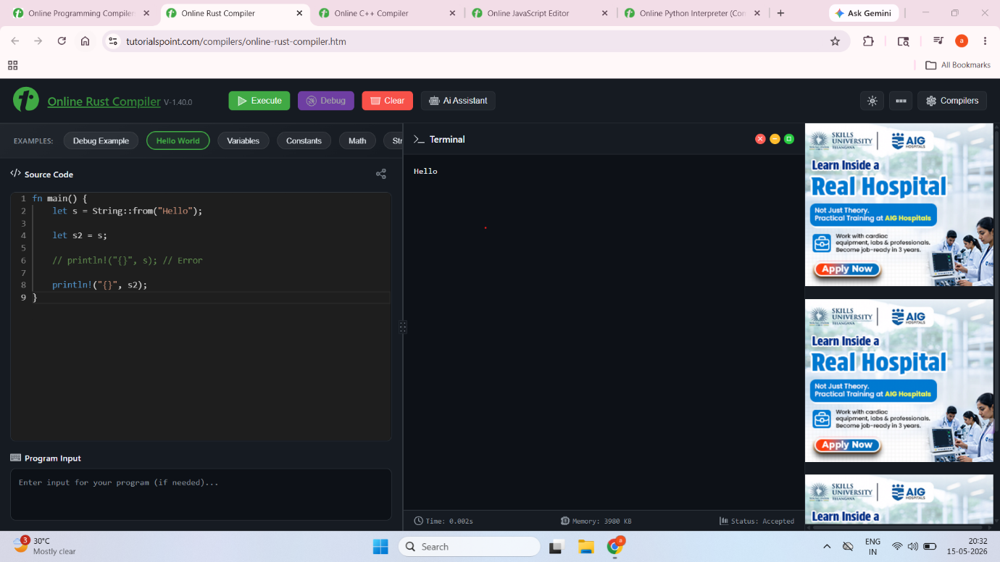 Online Programming Compiler
Online Rust Compiler
Online C++ Compiler
Online JavaScript Editor
Online Python Interpreter (Con
Ask Gemini
tutorialspoint.com/compilers/online-rust-compiler.htm
a
All Bookmarks
Online Rust Compiler V-1.40.0
Execute
Debug
Clear
Ai Assistant
Compilers
EXAMPLES:
Debug Example
Hello World
Variables
Constants
Math
Str
>_ Terminal
</> Source Code
1 fn main() {
2     let s = String::from("Hello");
3
4     let s2 = s;
5
6     // println!("{}", s); // Error
7
8     println!("{}", s2);
9 }
Hello
Program Input
Enter input for your program (if needed)...
Time: 0.002s
Memory: 3980 KB
Status: Accepted
SKILLS UNIVERSITY
TELANGANA
AIG
HOSPITALS
Learn Inside a
Real Hospital
Not Just Theory.
Practical Training at AIG Hospitals
Work with cardiac
equipment, labs & professionals.
Become job-ready in 3 years.
Apply Now
SKILLS UNIVERSITY
TELANGANA
AIG
HOSPITALS
Learn Inside a
Real Hospital
Not Just Theory.
Practical Training at AIG Hospitals
Work with cardiac
equipment, labs & professionals.
Become job-ready in 3 years.
Apply Now
SKILLS UNIVERSITY
TELANGANA
AIG
HOSPITALS
Learn Inside a
3
30°C
Mostly clear
Search
a
ENG
IN
20:32
15-05-2026